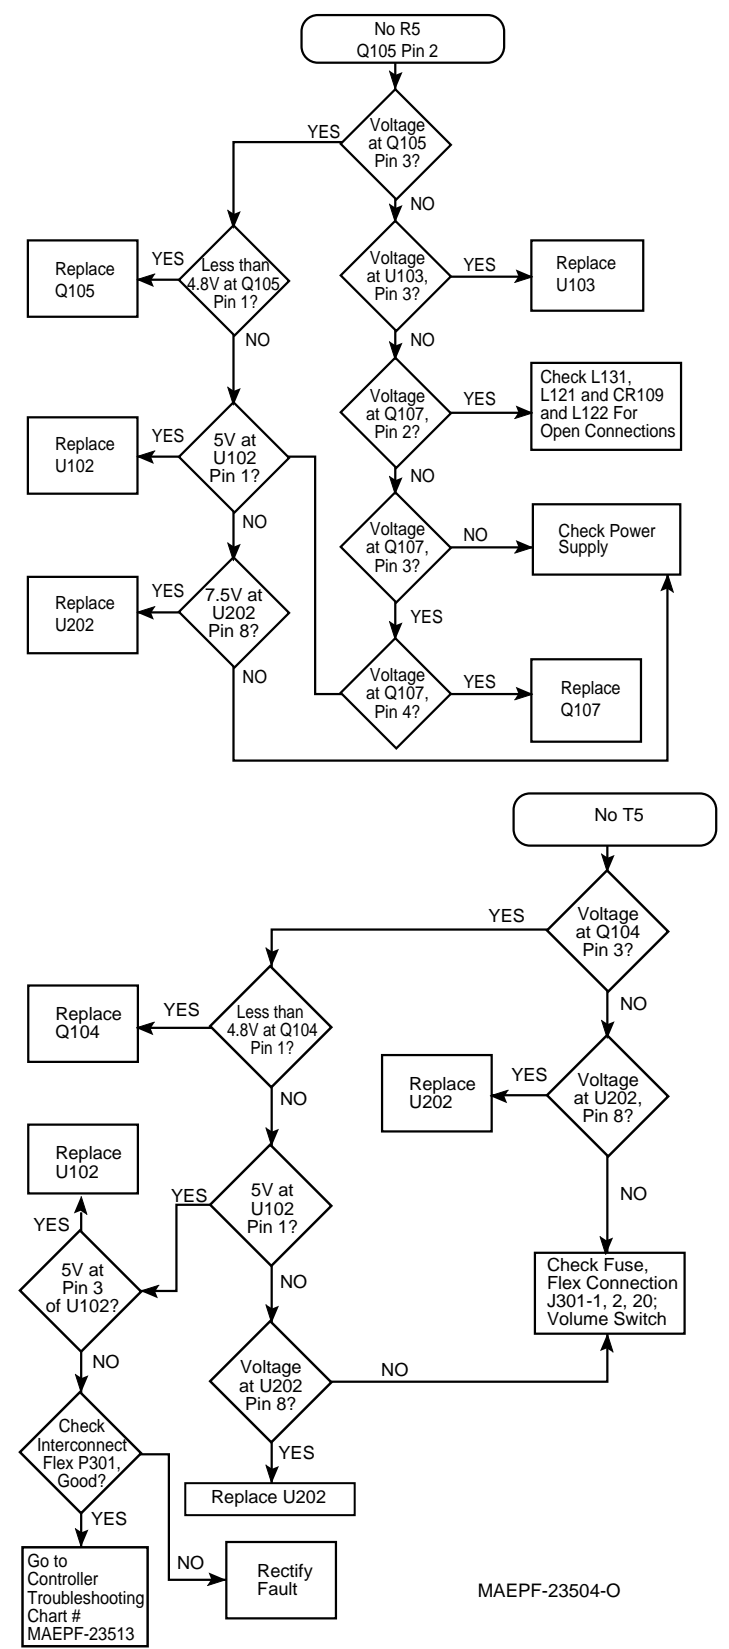 No R5
Q105 Pin 2
Voltage
at Q105
Pin 3?
YES
NO
Less than
4.8V at Q105
Pin 1?
YES
Replace
Q105
NO
Voltage
at U103,
Pin 3?
YES
Replace
U103
NO
Voltage
at Q107,
Pin 2?
YES
Check L131,
L121 and CR109
and L122 For
Open Connections
NO
5V at
U102
Pin 1?
YES
Replace
U102
NO
Voltage
at Q107,
Pin 3?
NO
Check Power
Supply
YES
7.5V at
U202
Pin 8?
YES
Replace
U202
NO
Voltage
at Q107,
Pin 4?
YES
Replace
Q107
No T5
Voltage
at Q104
Pin 3?
YES
NO
Less than
4.8V at Q104
Pin 1?
YES
Replace
Q104
NO
Voltage
at U202,
Pin 8?
YES
Replace
U202
NO
Check Fuse,
Flex Connection
J301-1, 2, 20;
Volume Switch
5V at
U102
Pin 1?
YES
NO
Replace
U102
YES
5V at
Pin 3
of U102?
NO
Voltage
at U202
Pin 8?
NO
YES
Replace U202
Check
Interconnect
Flex P301,
Good?
YES
NO
Rectify
Fault
Go to
Controller
Troubleshooting
Chart #
MAEPF-23513
MAEPF-23504-O